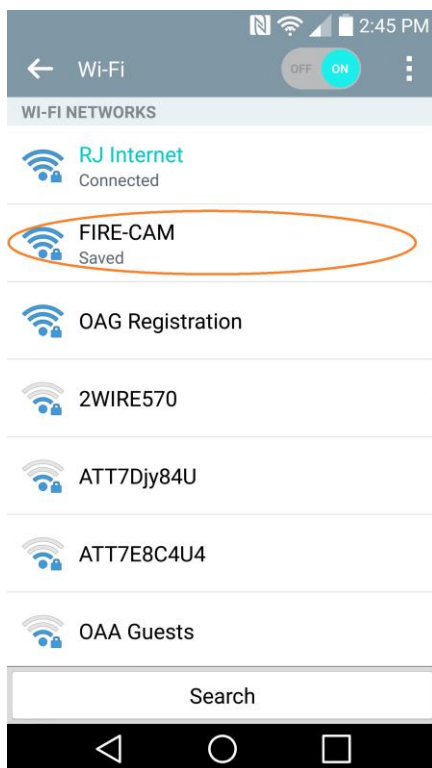 2:45 PM
Wi-Fi
OFF ON
WI-FI NETWORKS
RJ Internet
Connected
FIRE-CAM
Saved
OAG Registration
2WIRE570
ATT7Djy84U
ATT7E8C4U4
OAA Guests
Search